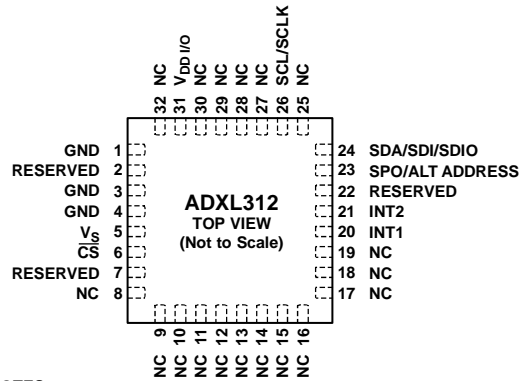 32 NC
31 VDD I/O
30 NC
29 NC
28 NC
27 NC
26 SCL/SCLK
25 NC
GND 1
RESERVED 2
GND 3
GND 4
VS 5
CS 6
RESERVED 7
NC 8
ADXL312
TOP VIEW
(Not to Scale)
24 SDA/SDI/SDIO
23 SPO/ALT ADDRESS
22 RESERVED
21 INT2
20 INT1
19 NC
18 NC
17 NC
NC 9
NC 10
NC 11
NC 12
NC 13
NC 14
NC 15
NC 16